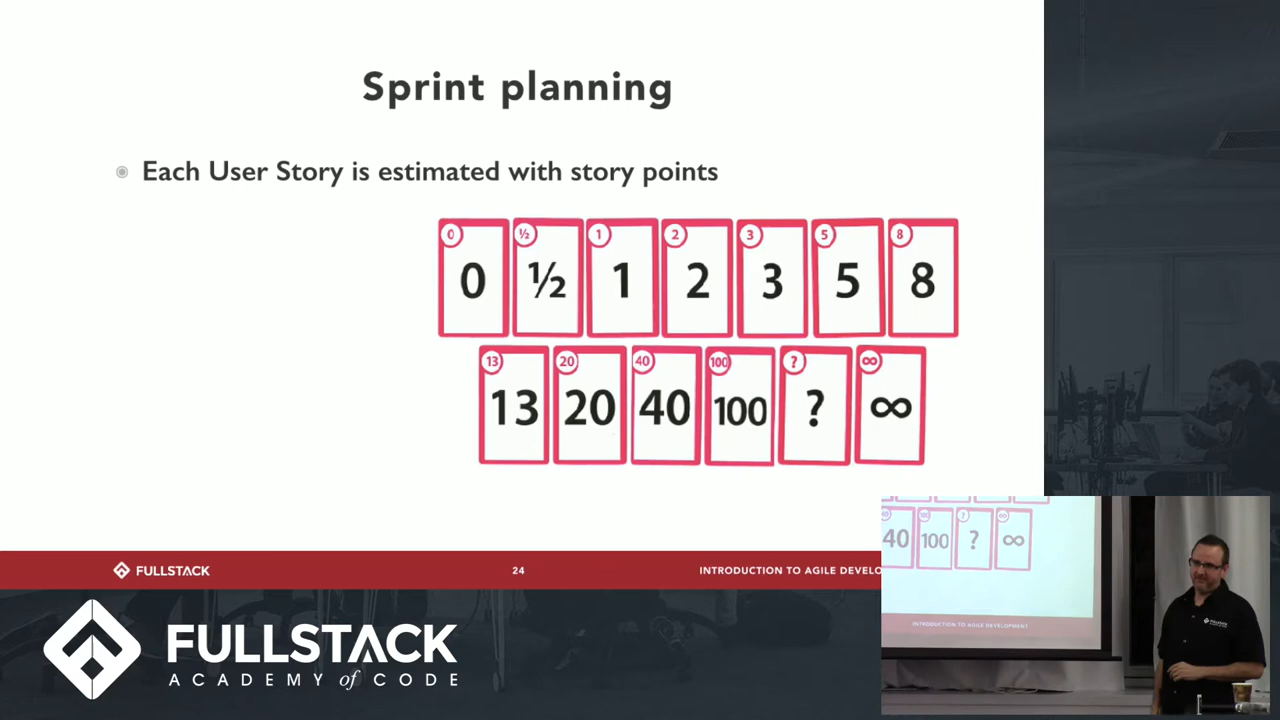 Sprint planning
Each User Story is estimated with story points
0 ½ 1 2 3 5 8
0 ½ 1 2 3 5 8
13 20 40 100 ? ∞
13 20 40 100 ? ∞
FULLSTACK
24
INTRODUCTION TO AGILE DEVELO
FULLSTACK
ACADEMY of CODE
40 100 ? ∞
40 100 ? ∞
INTRODUCTION TO AGILE DEVELOPMENT